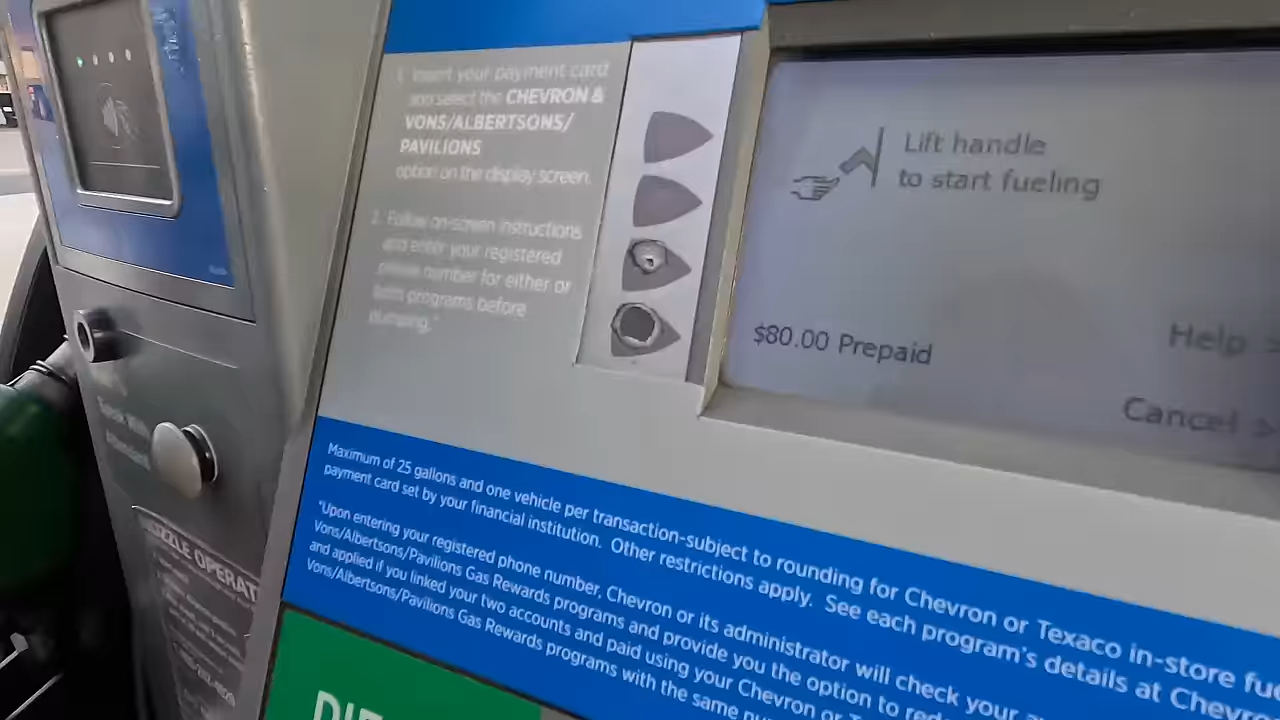 1. Insert your payment card
and select the CHEVRON &
VONS/ALBERTSONS/
PAVILIONS
option on the display screen.
2. Follow on-screen instructions
and enter your registered
phone number for either or
both programs before
pumping.*
Lift handle
to start fueling
$80.00 Prepaid
Help >
Cancel >
Maximum of 25 gallons and one vehicle per transaction-subject to rounding for Chevron or Texaco in-store
payment card set by your financial institution. Other restrictions apply. See each program's details at
*Upon entering your registered phone number, Chevron or its administrator will check your
Vons/Albertsons/Pavilions Gas Rewards programs and provide you the option to
and applied if you linked your two accounts and paid using your Chevron or
Vons/Albertsons/Pavilions Gas Rewards programs with the same